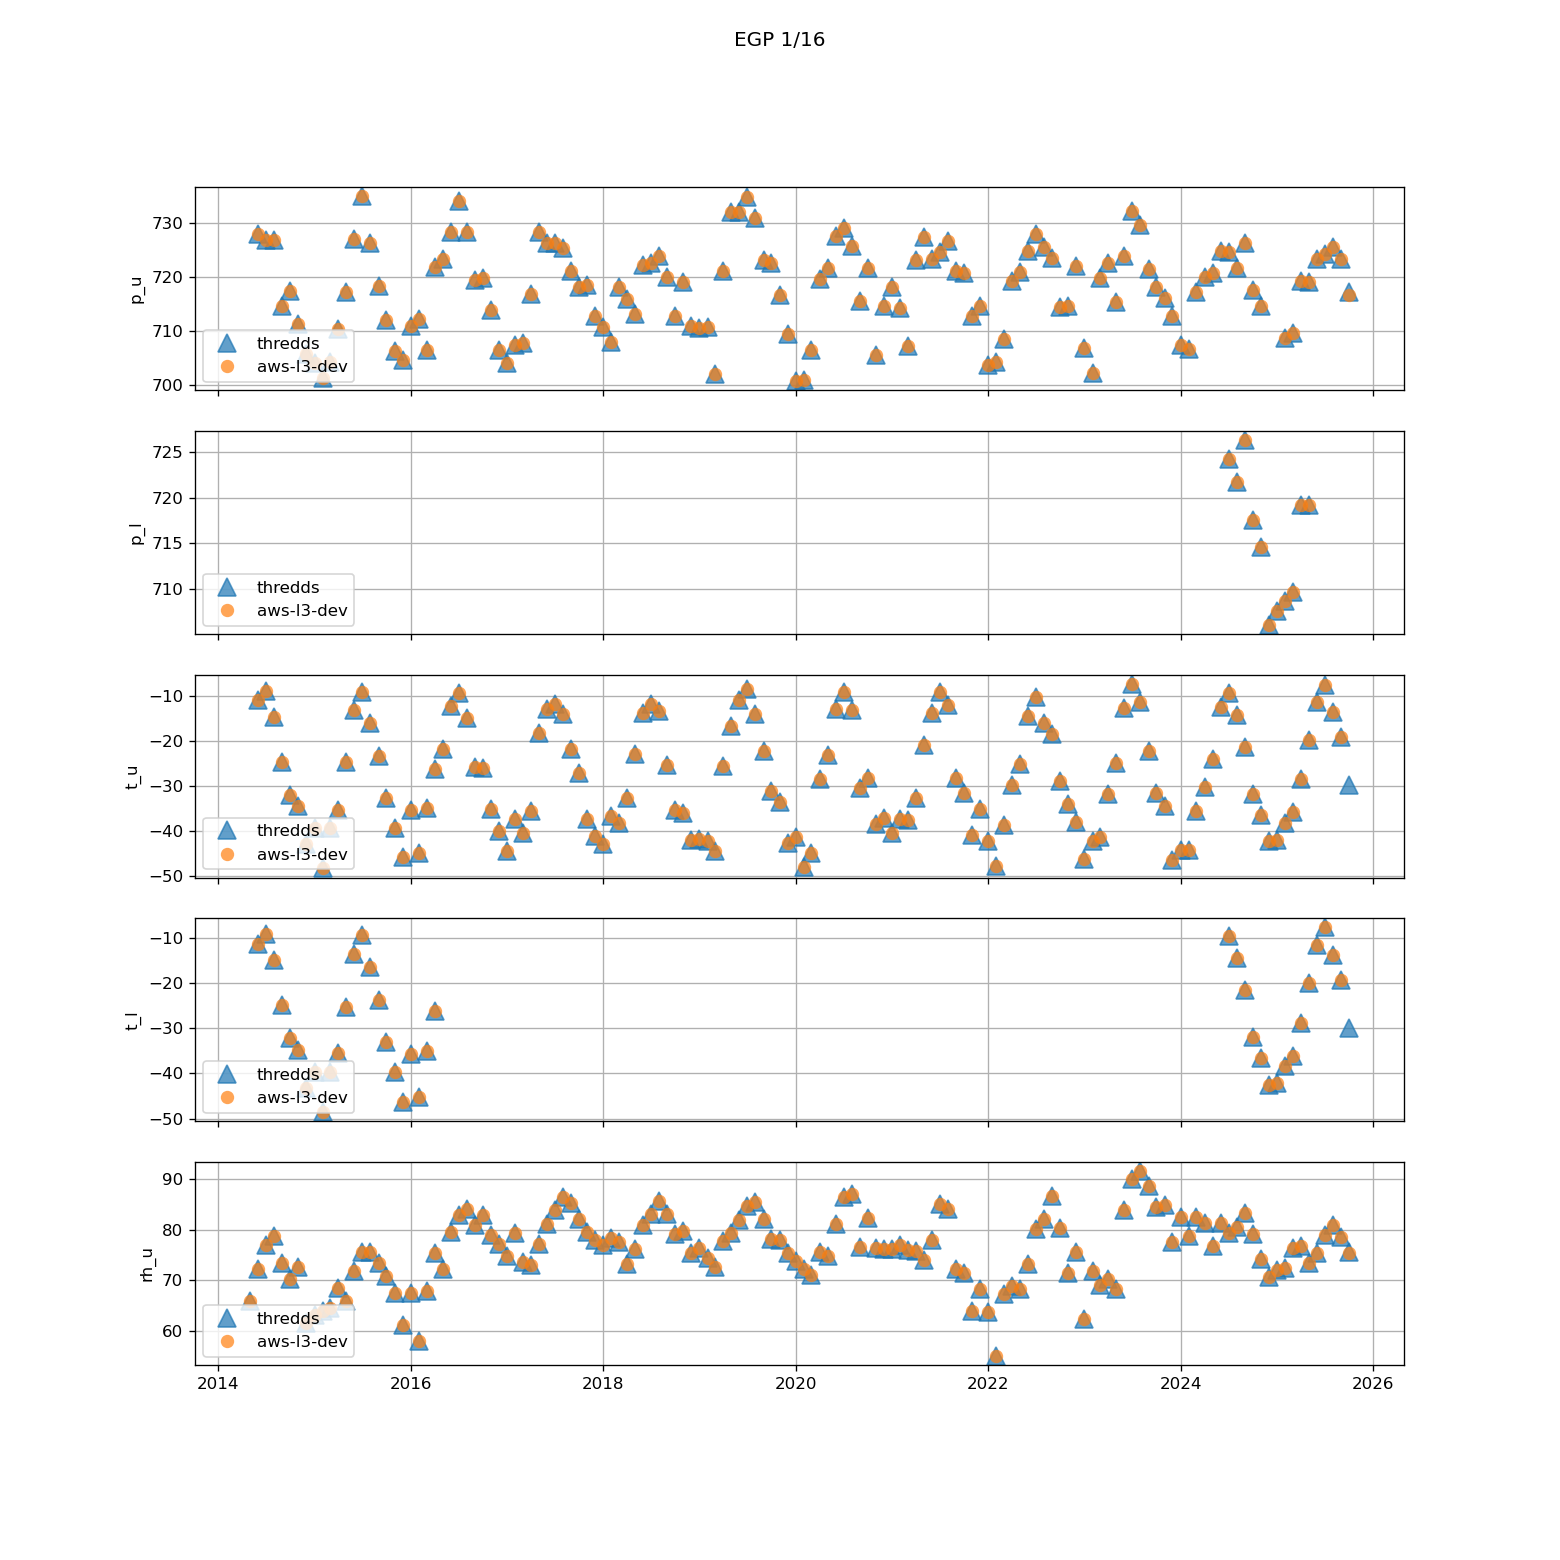 EGP 1/16
730
720
710
700
p_u
thredds
aws-l3-dev
725
720
715
710
p_l
thredds
aws-l3-dev
−10
−20
−30
−40
−50
t_u
thredds
aws-l3-dev
−10
−20
−30
−40
−50
t_l
thredds
aws-l3-dev
90
80
70
60
rh_u
thredds
aws-l3-dev
2014 2016 2018 2020 2022 2024 2026